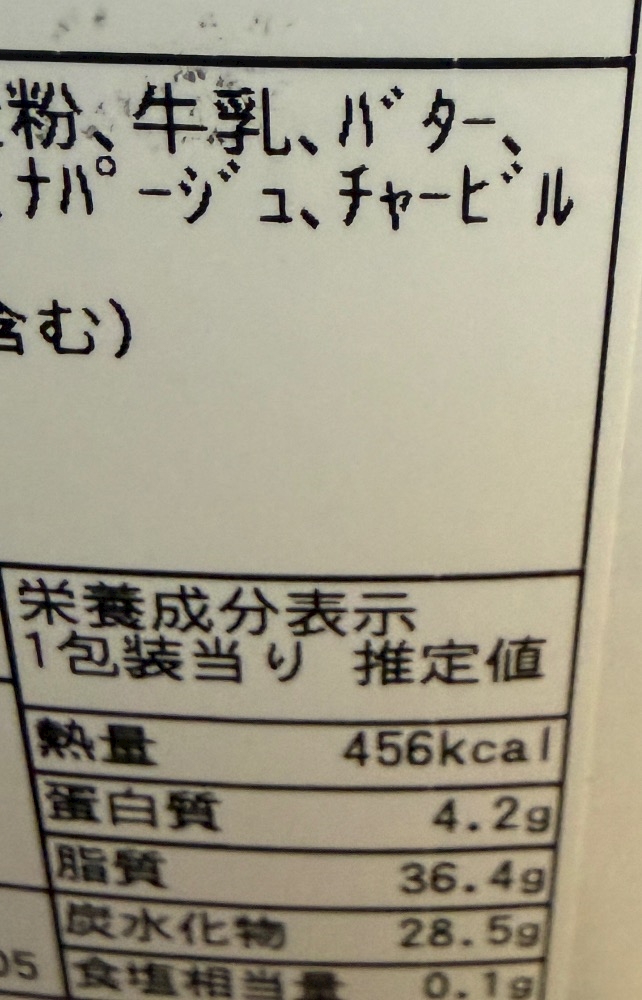 粉、牛乳、ﾊﾞﾀｰ、
ﾅﾊﾟｰｼﾞｭ、ﾁｬｰﾋﾞﾙ
含む)
栄養成分表示
1包装当り 推定値
熱量 456kcal
蛋白質 4.2g
脂質 36.4g
炭水化物 28.5g
05
食塩相当量 0.1g